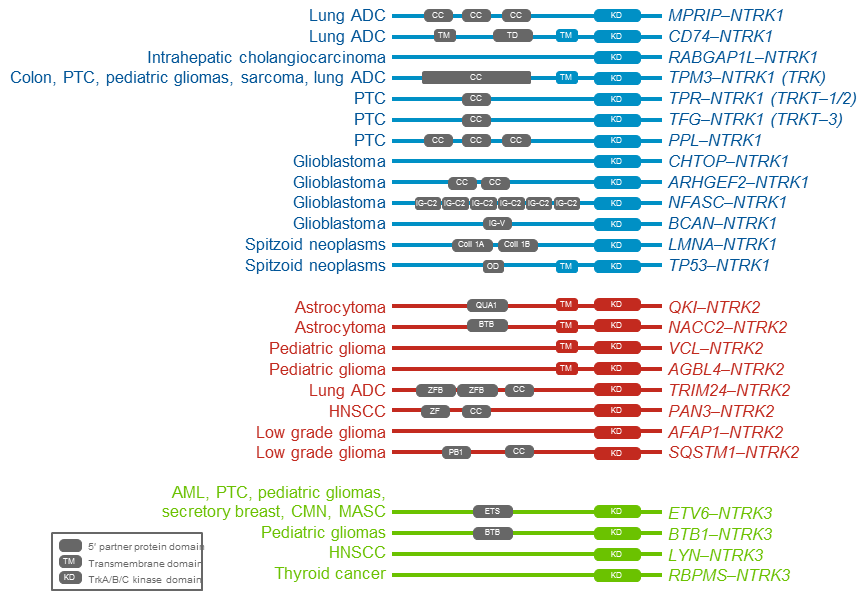 Lung ADC CC CC CC KD MPRIP–NTRK1
Lung ADC TM TD TM KD CD74–NTRK1
Intrahepatic cholangiocarcinoma KD RABGAP1L–NTRK1
Colon, PTC, pediatric gliomas, sarcoma, lung ADC CC TM KD TPM3–NTRK1 (TRK)
PTC CC KD TPR–NTRK1 (TRKT–1/2)
PTC CC KD TFG–NTRK1 (TRKT–3)
PTC CC CC CC KD PPL–NTRK1
Glioblastoma KD CHTOP–NTRK1
Glioblastoma CC CC KD ARHGEF2–NTRK1
Glioblastoma IG-C2 IG-C2 IG-C2 IG-C2 IG-C2 IG-C2 KD NFASC–NTRK1
Glioblastoma IG-V KD BCAN–NTRK1
Spitzoid neoplasms Coil 1A Coil 1B KD LMNA–NTRK1
Spitzoid neoplasms OD TM KD TP53–NTRK1
Astrocytoma QUA1 TM KD QKI–NTRK2
Astrocytoma BTB TM KD NACC2–NTRK2
Pediatric glioma TM KD VCL–NTRK2
Pediatric glioma TM KD AGBL4–NTRK2
Lung ADC ZFB ZFB CC KD TRIM24–NTRK2
HNSCC ZF CC KD PAN3–NTRK2
Low grade glioma KD AFAP1–NTRK2
Low grade glioma PB1 CC KD SQSTM1–NTRK2
AML, PTC, pediatric gliomas,
secretory breast, CMN, MASC ETS KD ETV6–NTRK3
Pediatric gliomas BTB KD BTB1–NTRK3
HNSCC KD LYN–NTRK3
Thyroid cancer KD RBPMS–NTRK3
5′ partner protein domain
TM Transmembrane domain
KD TrkA/B/C kinase domain